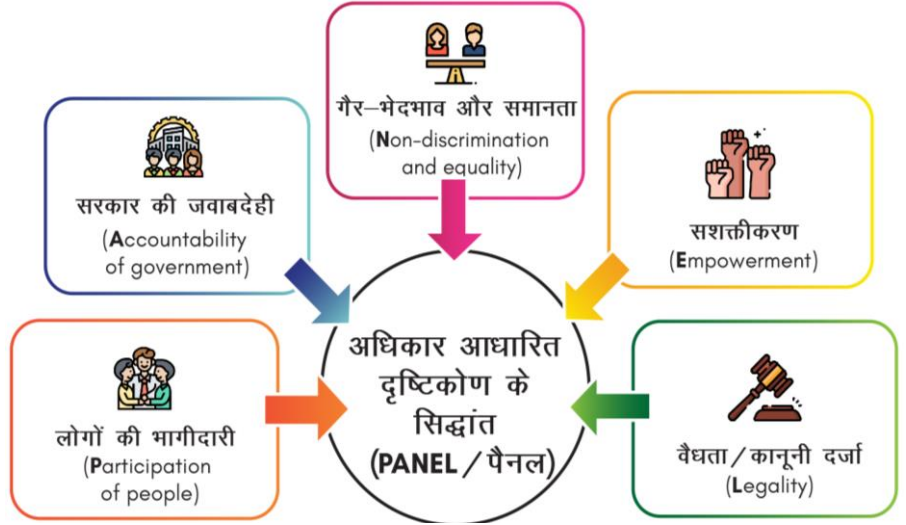 गैर–भेदभाव और समानता
(Non-discrimination
and equality)
सरकार की जवाबदेही
(Accountability
of government)
सशक्तीकरण
(Empowerment)
लोगों की भागीदारी
(Participation
of people)
अधिकार आधारित
दृष्टिकोण के
सिद्धांत
(PANEL / पैनल)
वैधता / कानूनी दर्जा
(Legality)